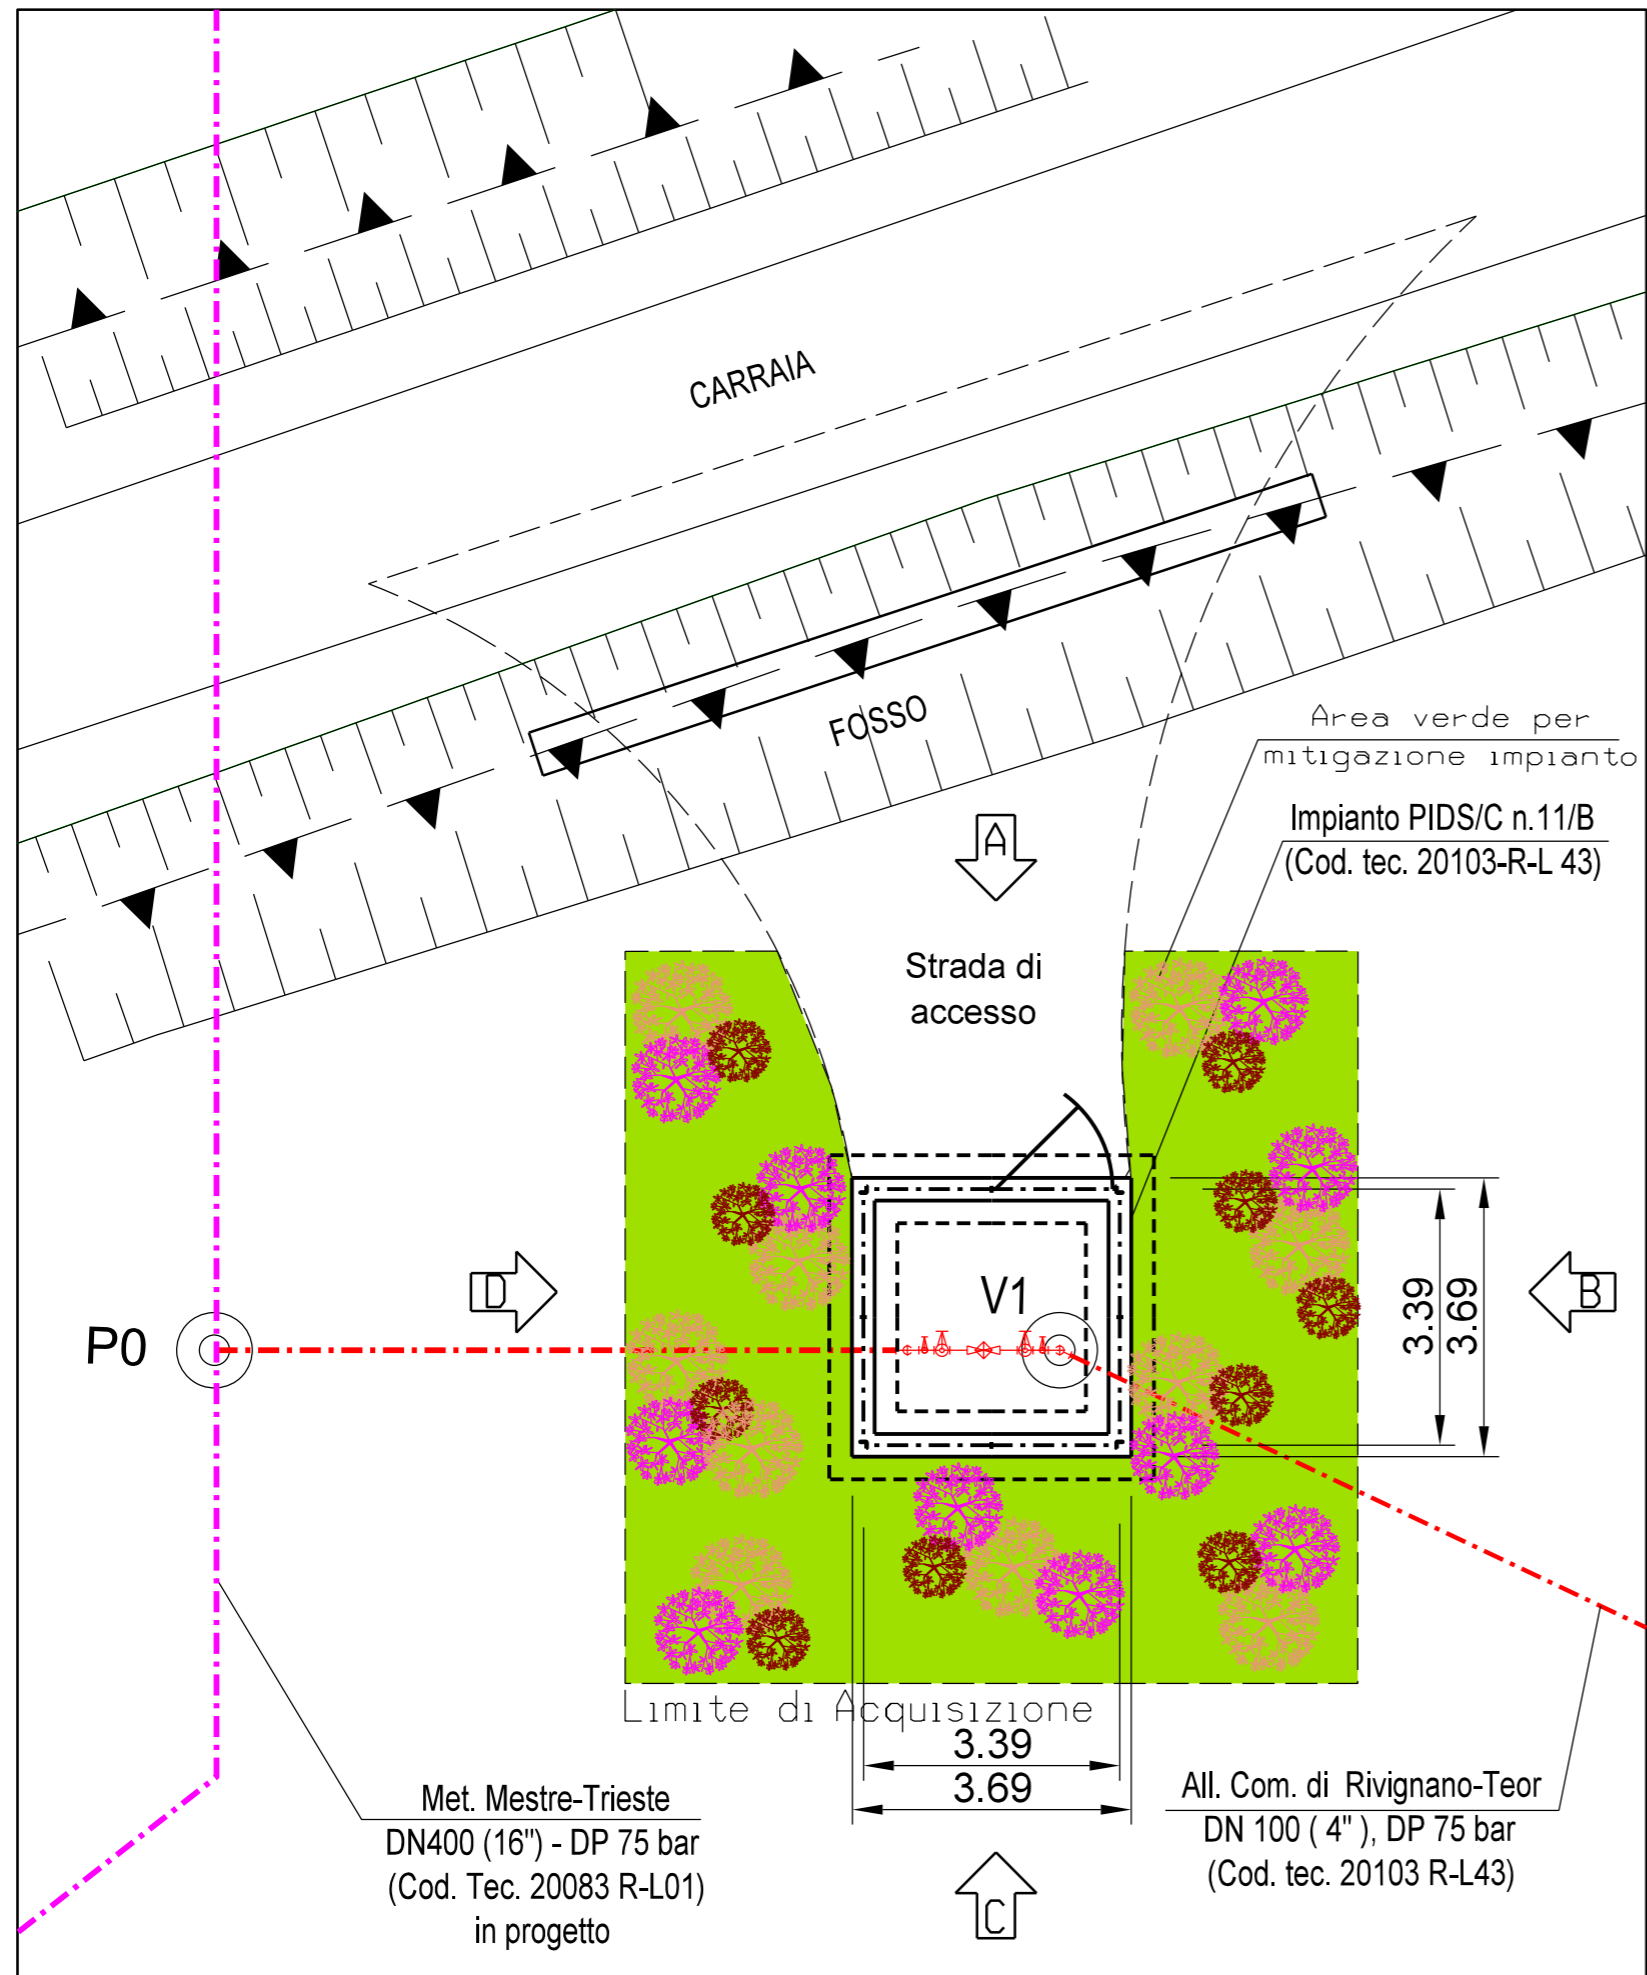 CARRAIA
FOSSO
Area verde per
mitigazione impianto
Impianto PIDS/C n.11/B
(Cod. tec. 20103-R-L 43)
A
Strada di
accesso
V1
D
B
P0
3.39
3.69
Limite di Acquisizione
3.39
3.69
Met. Mestre-Trieste
DN400 (16") - DP 75 bar
(Cod. Tec. 20083 R-L01)
in progetto
All. Com. di Rivignano-Teor
DN 100 ( 4" ), DP 75 bar
(Cod. tec. 20103 R-L43)
C